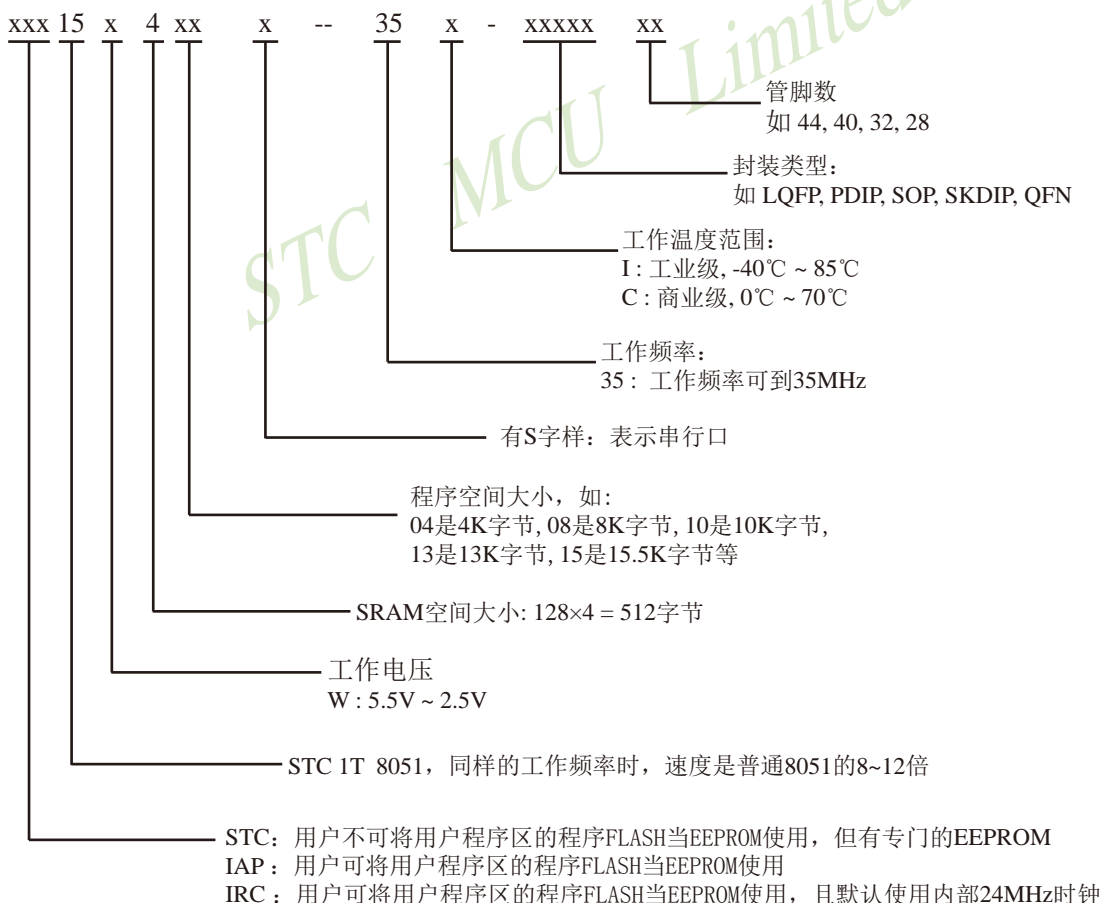 xxx 15 x 4 xx x -- 35 x - xxxxx xx
管脚数
如 44, 40, 32, 28
封装类型：
如 LQFP, PDIP, SOP, SKDIP, QFN
工作温度范围：
I : 工业级, -40℃ ~ 85℃
C : 商业级, 0℃ ~ 70℃
工作频率：
35 : 工作频率可到35MHz
有S字样：表示串行口
程序空间大小，如：
04是4K字节, 08是8K字节, 10是10K字节,
13是13K字节, 15是15.5K字节等
SRAM空间大小: 128×4 = 512字节
工作电压
W : 5.5V ~ 2.5V
STC 1T 8051，同样的工作频率时，速度是普通8051的8~12倍
STC：用户不可将用户程序区的程序FLASH当EEPROM使用，但有专门的EEPROM
IAP：用户可将用户程序区的程序FLASH当EEPROM使用
IRC：用户可将用户程序区的程序FLASH当EEPROM使用，且默认使用内部24MHz时钟
STC MCU Limited